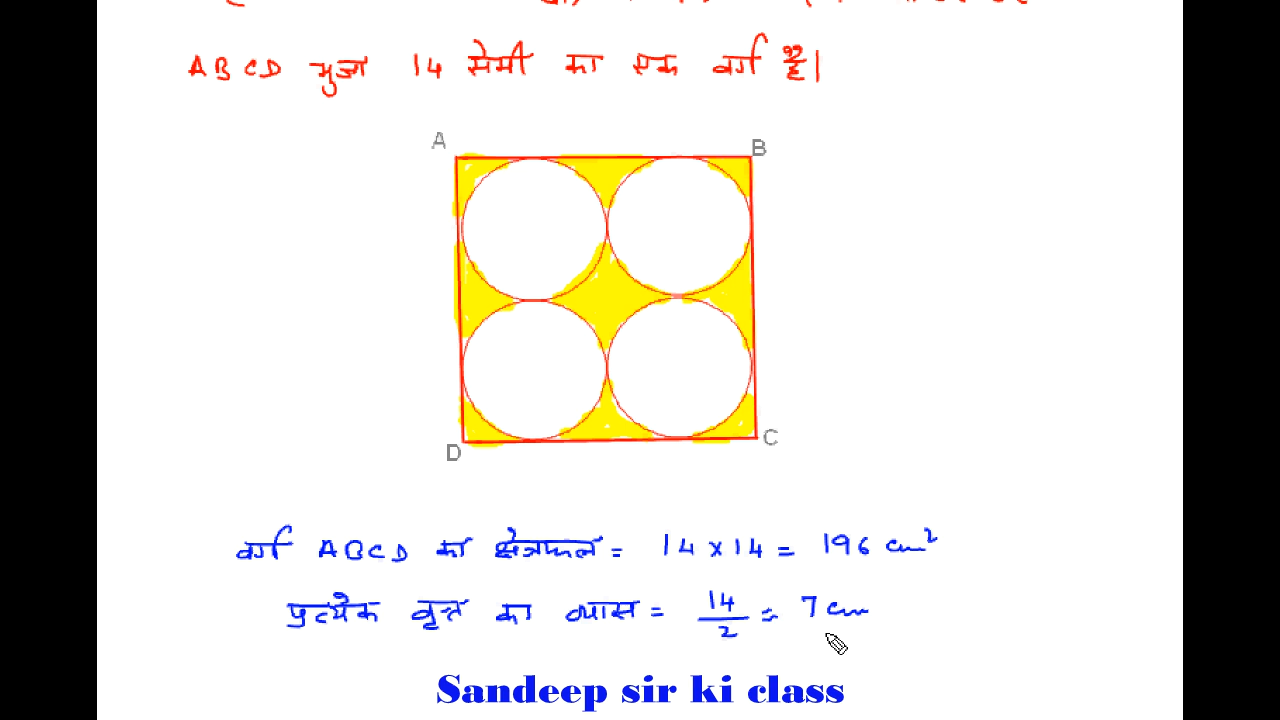 ABCD भुजा 14 सेमी का एक वर्ग है।
A
B
D
C
वर्ग ABCD का क्षेत्रफल = 14 x 14 = 196 cm²
प्रत्येक वृत्त का व्यास = 14/2 = 7 cm
Sandeep sir ki class